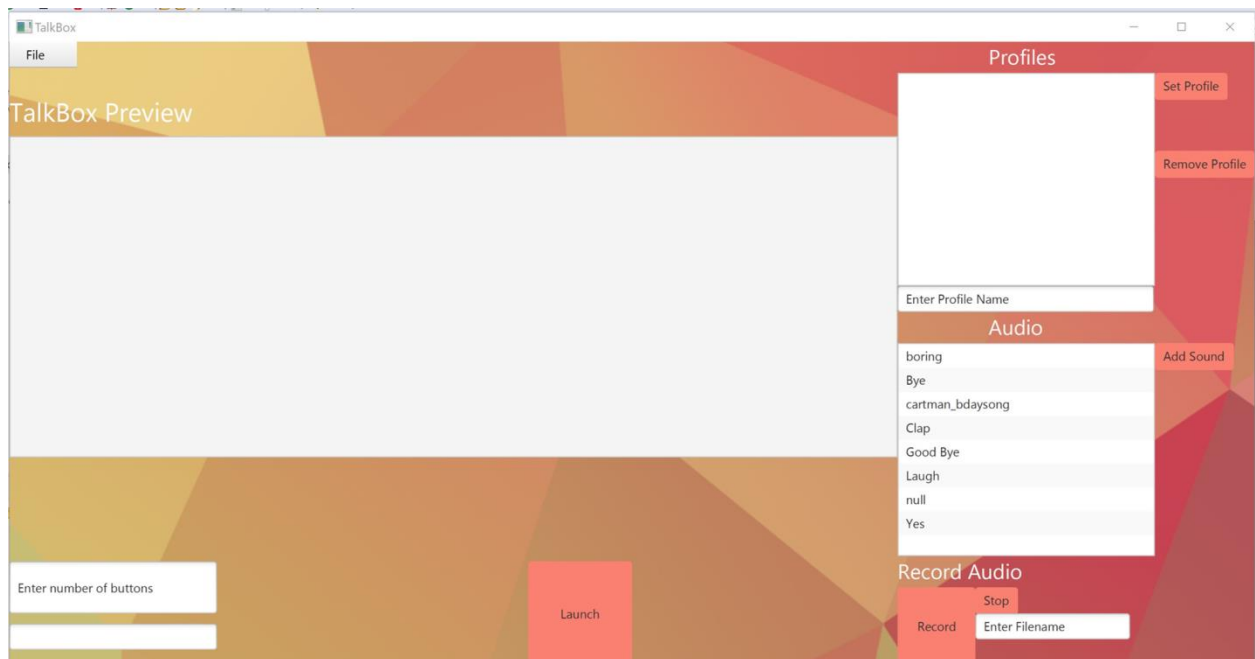 TalkBox
File
TalkBox Preview
Profiles
Set Profile
Remove Profile
Enter Profile Name
Audio
boring
Add Sound
Bye
cartman_bdaysong
Clap
Good Bye
Laugh
null
Yes
Enter number of buttons
Launch
Record Audio
Stop
Record
Enter Filename